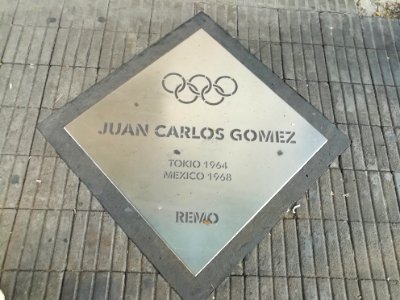 JUAN CARLOS GOMEZ
TOKIO 1964
MEXICO 1968
REMO